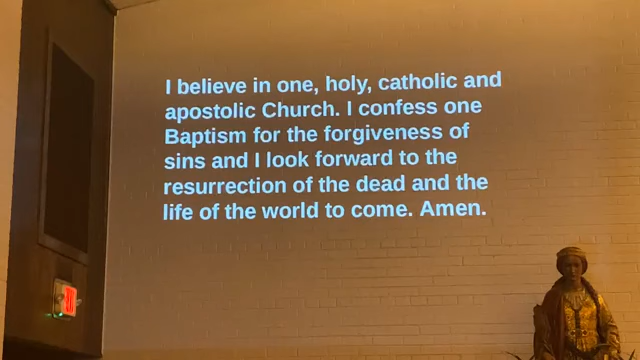 I believe in one, holy, catholic and
apostolic Church. I confess one
Baptism for the forgiveness of
sins and I look forward to the
resurrection of the dead and the
life of the world to come. Amen.